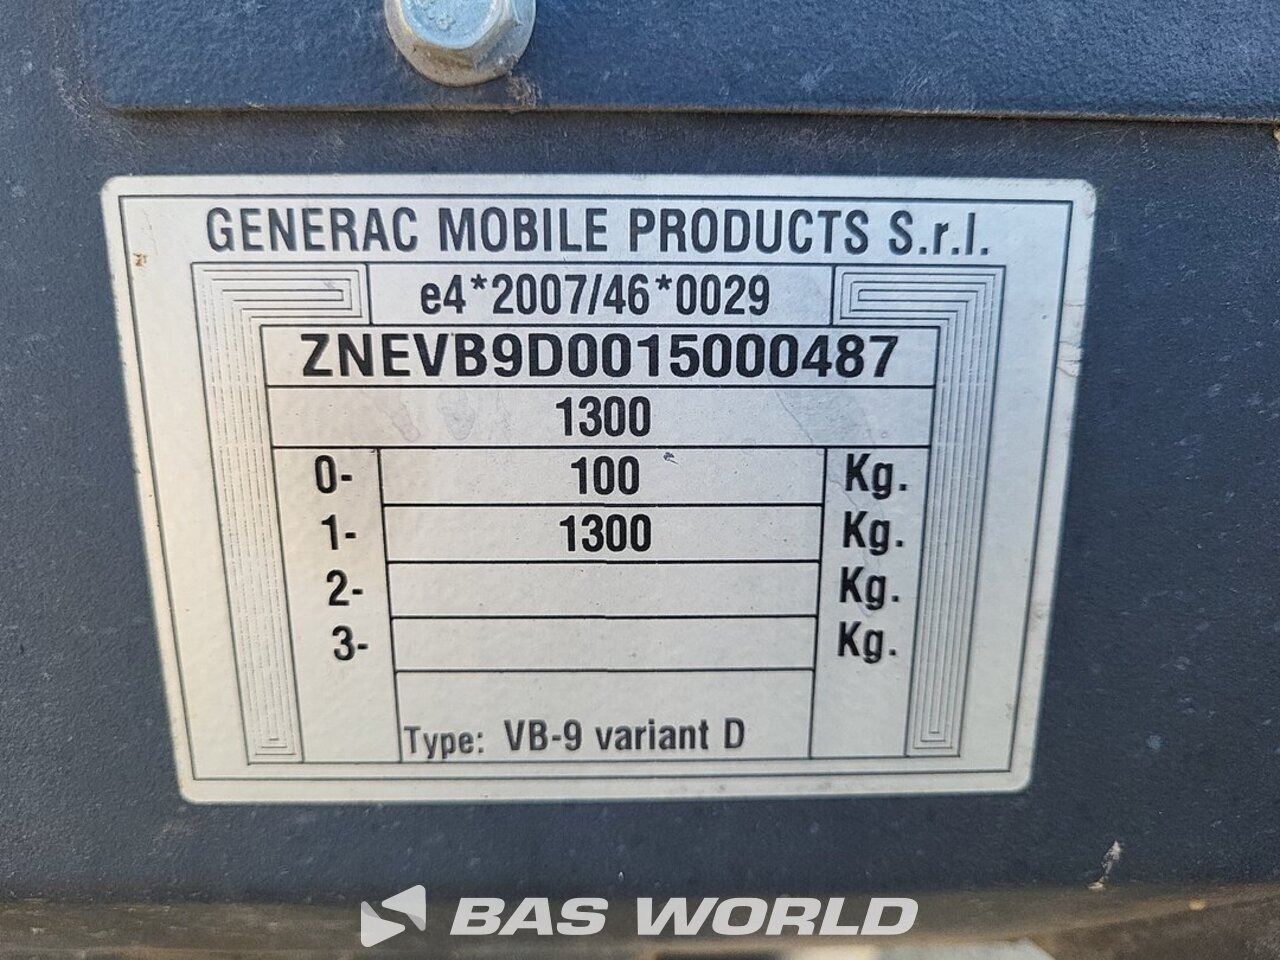 GENERAC MOBILE PRODUCTS S.r.l.
e4*2007/46*0029
ZNEVB9D0015000487
1300
0- 100 Kg.
1- 1300 Kg.
2- Kg.
3- Kg.
Type: VB-9 variant D
BAS WORLD